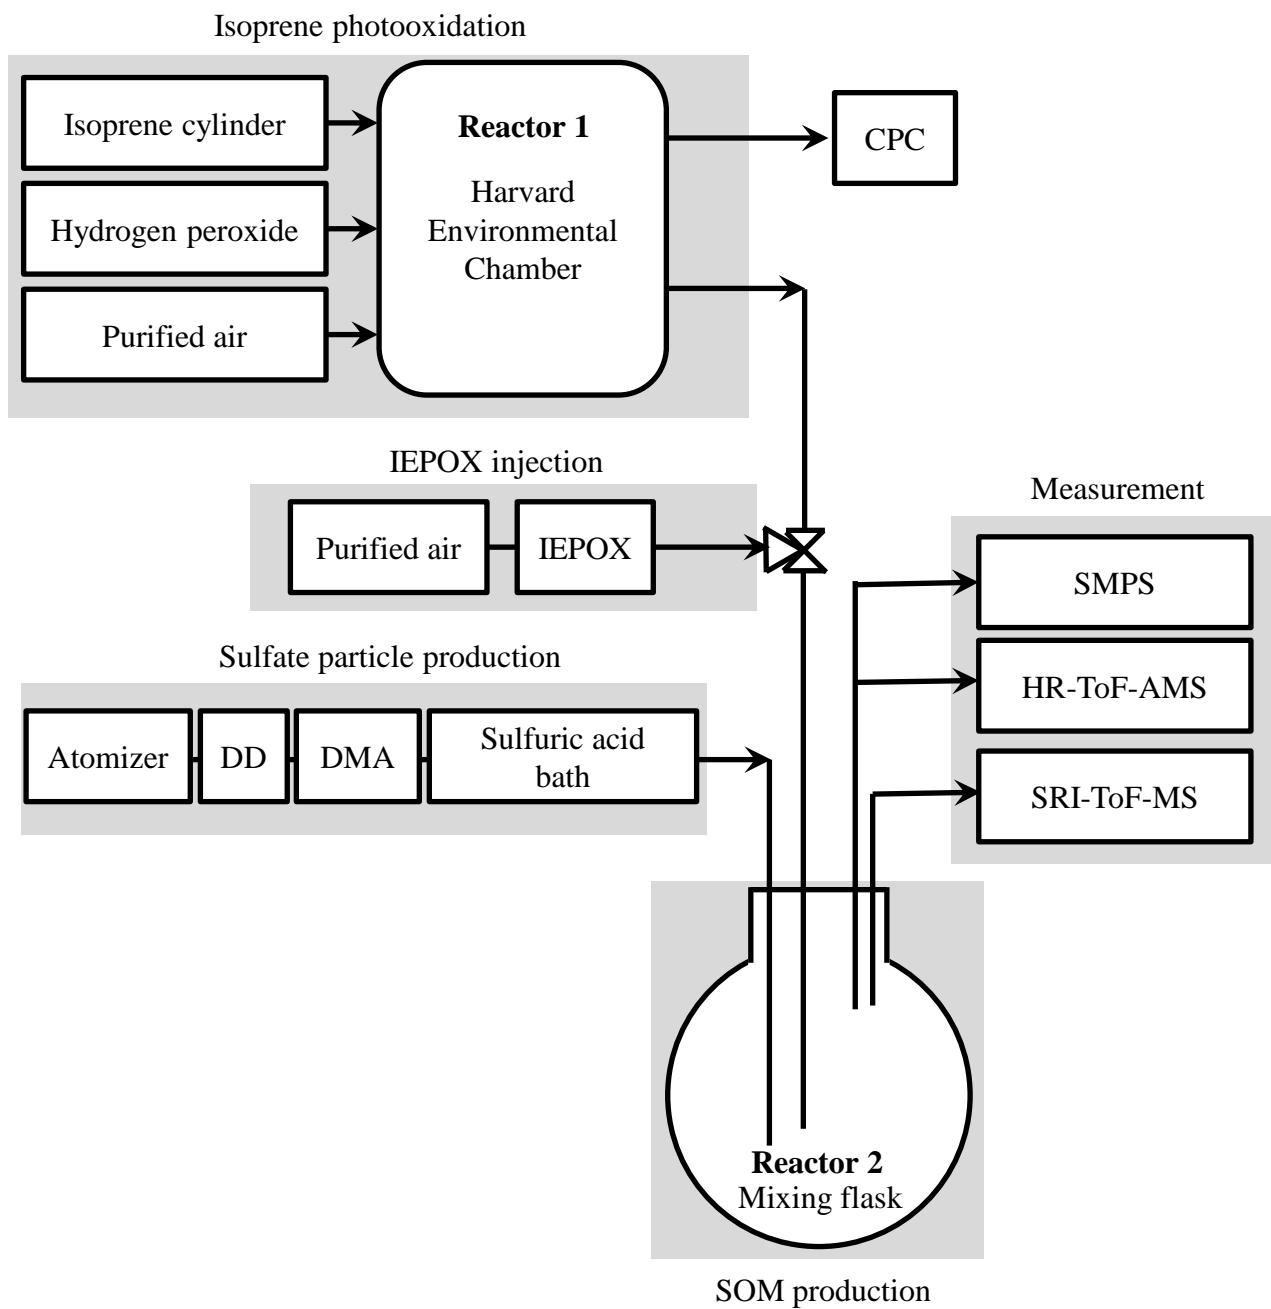 Isoprene photooxidation
Isoprene cylinder
Hydrogen peroxide
Purified air
Reactor 1
Harvard
Environmental
Chamber
CPC
IEPOX injection
Purified air
IEPOX
Measurement
SMPS
HR-ToF-AMS
SRI-ToF-MS
Sulfate particle production
Atomizer
DD
DMA
Sulfuric acid
bath
Reactor 2
Mixing flask
SOM production